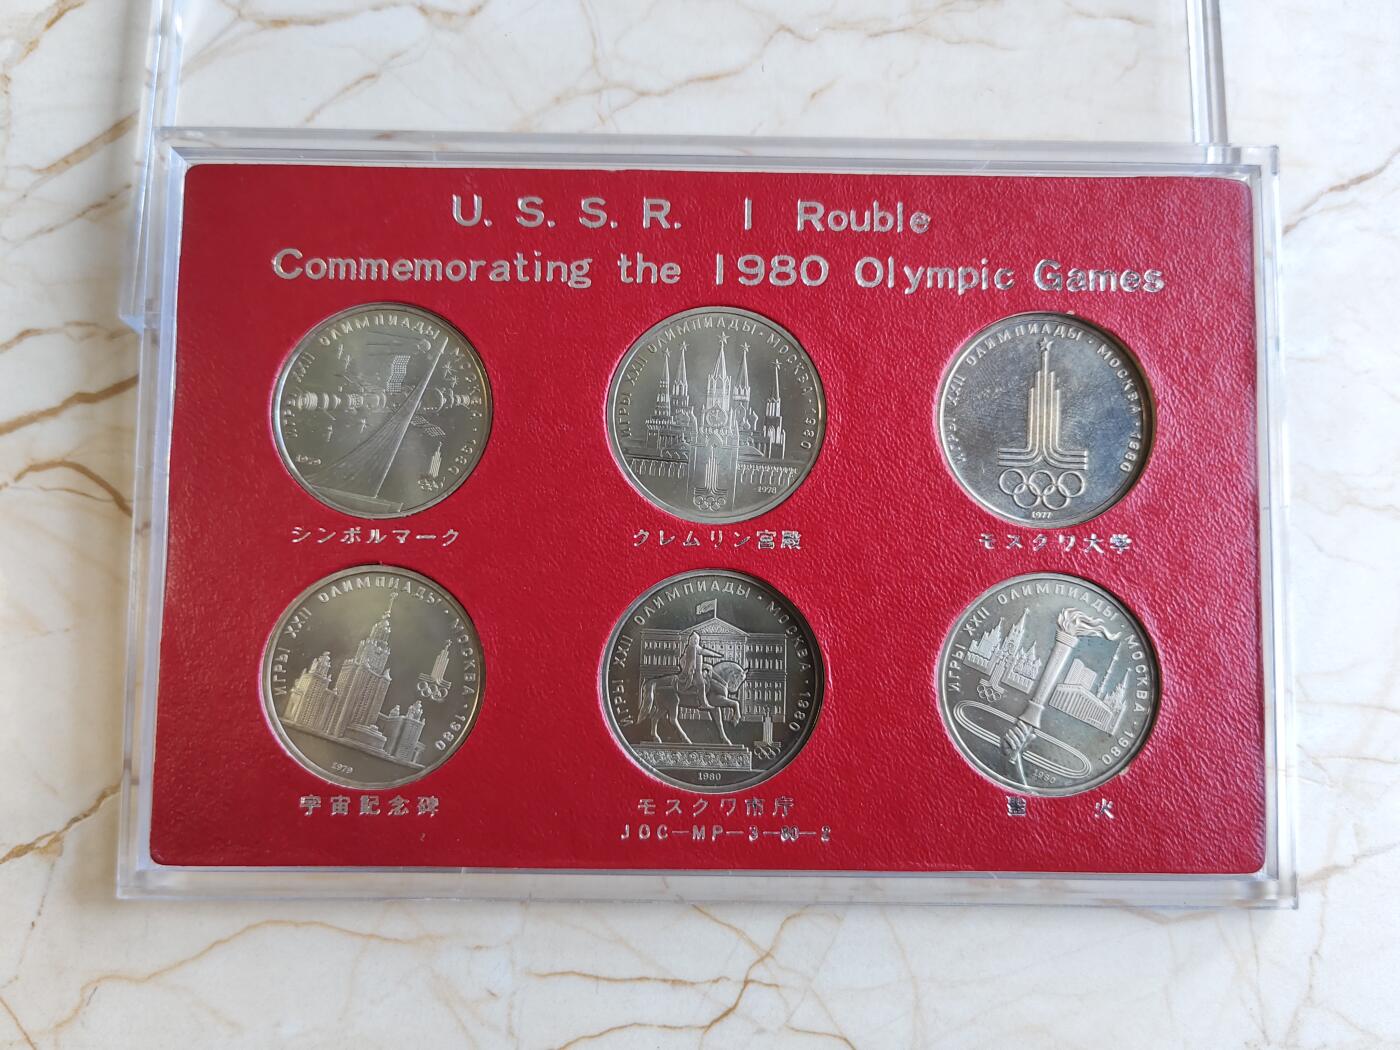 U. S. S. R. 1 Rouble
Commemorating the 1980 Olympic Games
ИГРЫ XXII ОЛИМПИАДЫ · МОСКВА · 1980
ИГРЫ XXII ОЛИМПИАДЫ · МОСКВА · 1980
1978
ИГРЫ XXII ОЛИМПИАДЫ · МОСКВА · 1980
1977
シンボルマーク
クレムリン宮殿
モスクワ大学
ИГРЫ XXII ОЛИМПИАДЫ · МОСКВА · 1980
1979
ИГРЫ XXII ОЛИМПИАДЫ · МОСКВА · 1980
1980
ИГРЫ XXII ОЛИМПИАДЫ · МОСКВА · 1980
1980
宇宙記念碑
モスクワ市庁
聖火
JOC-MP-3-80-2